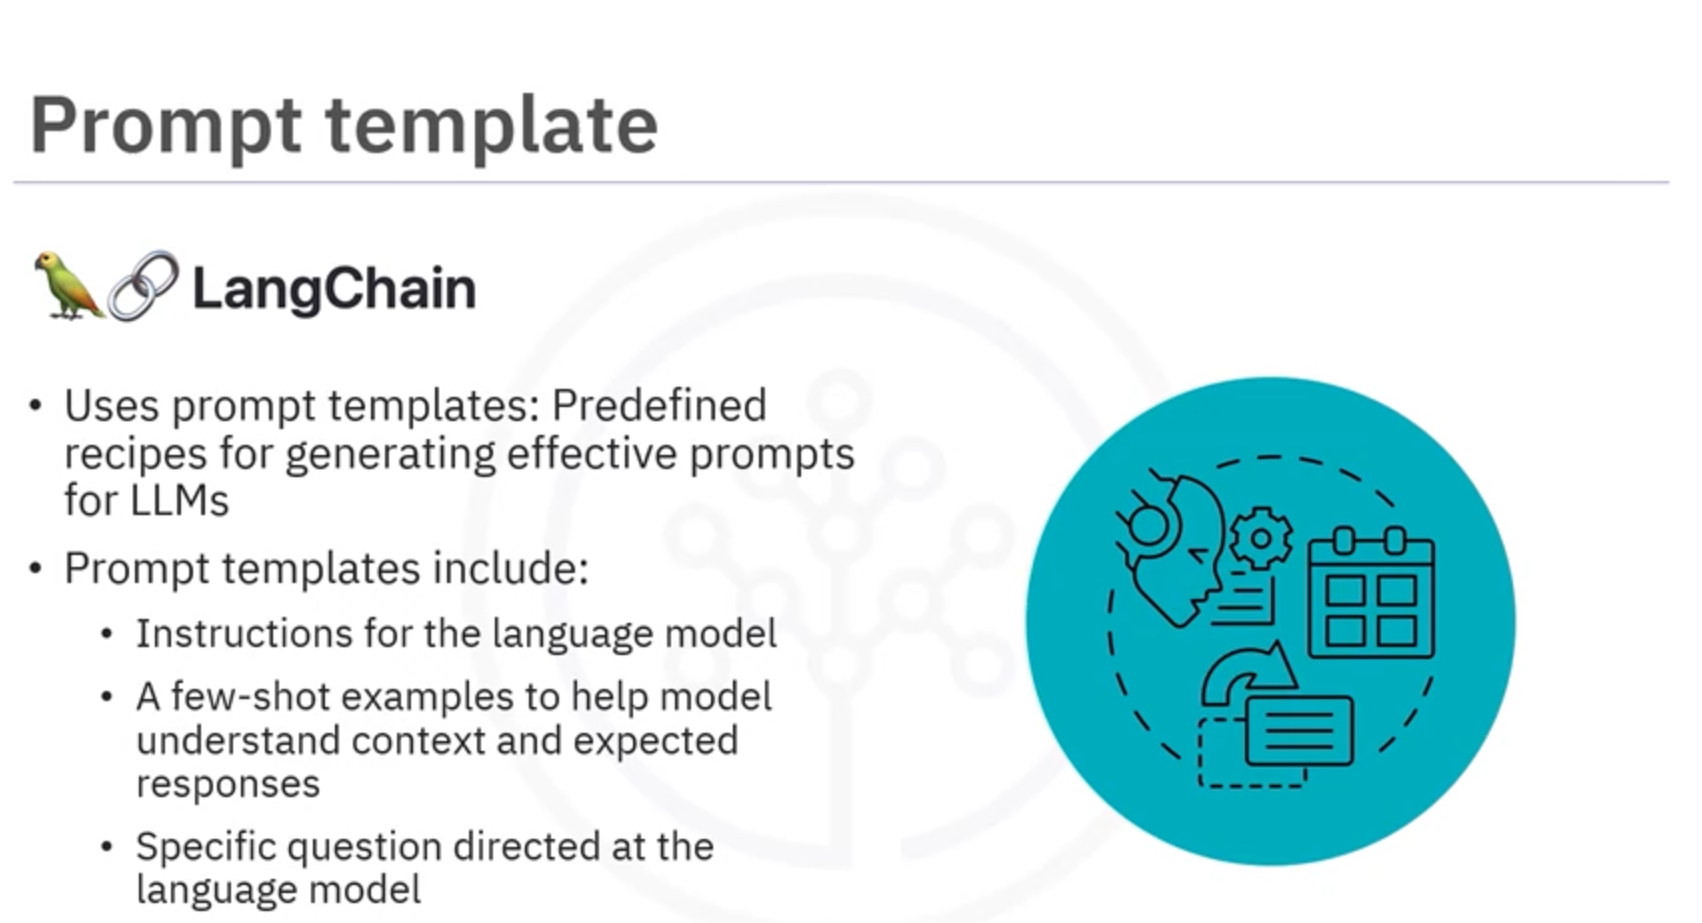 Prompt template
LangChain
• Uses prompt templates: Predefined
recipes for generating effective prompts
for LLMs
• Prompt templates include:
• Instructions for the language model
• A few-shot examples to help model
understand context and expected
responses
• Specific question directed at the
language model